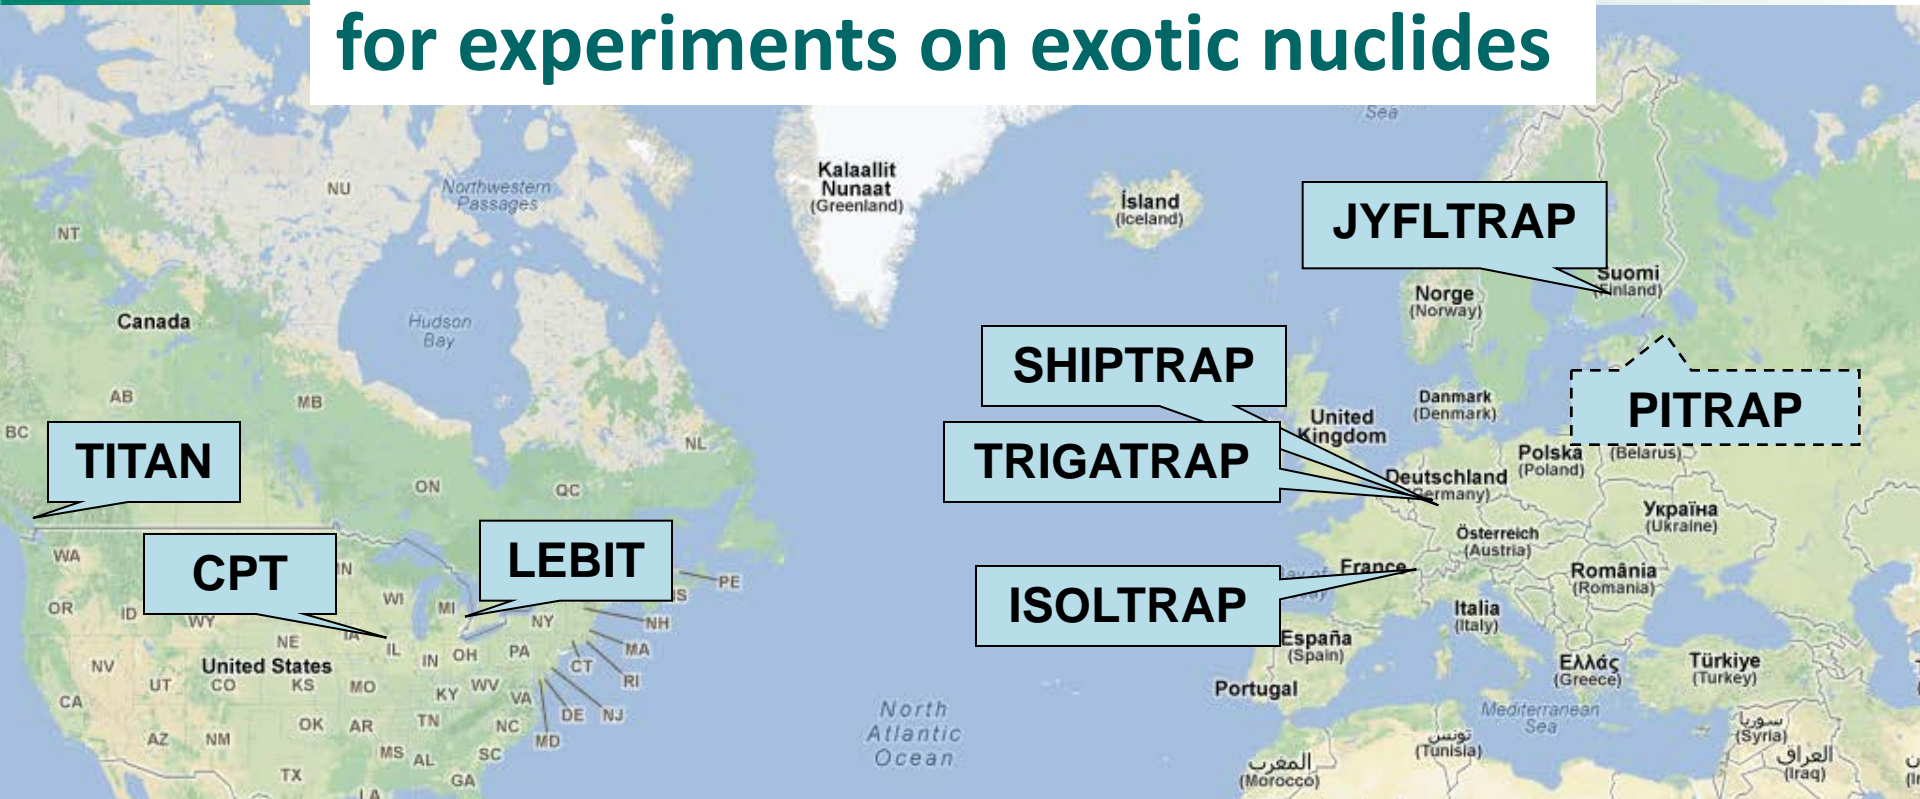 for experiments on exotic nuclides
Sea
Kalaallit
Nunaat
(Greenland)
NU
Northwestern
Passages
Ísland
(Iceland)
JYFLTRAP
NT
Suomi
(Finland)
Norge
(Norway)
Canada
Hudson
Bay
SHIPTRAP
AB
MB
Danmark
(Denmark)
PITRAP
United
Kingdom
BC
NL
TITAN
TRIGATRAP
Polska
(Poland)
(Belarus)
Deutschland
(Germany)
ON
QC
Україна
(Ukraine)
Österreich
(Austria)
WA
CPT
LEBIT
France
PE
România
(Romania)
OR
ID
WY
WI
MI
ISOLTRAP
Italia
(Italy)
NY
NH
NE
IA
IL
IN
OH
PA
MA
España
(Spain)
NV
United States
CT
Ελλάς
(Greece)
Türkiye
(Turkey)
UT
CO
KS
MO
KY
WV
VA
RI
Portugal
CA
DE
NJ
North
Atlantic
Ocean
Mediterranean
Sea
OK
AR
TN
NC
AZ
NM
MD
سوريا
(Syria)
تونس
(Tunisia)
MS
AL
SC
العراق
(Iraq)
المغرب
(Morocco)
TX
GA
LA